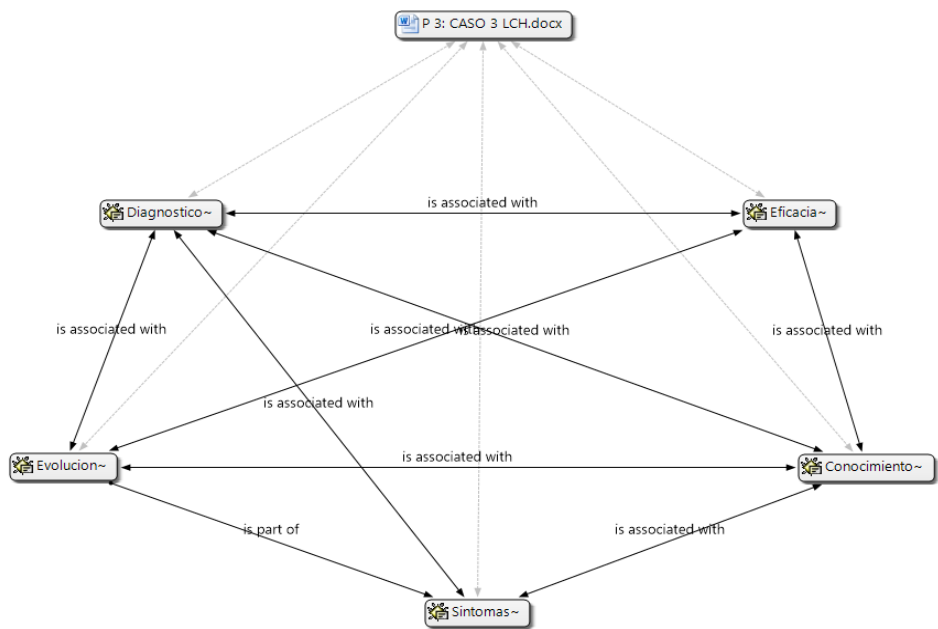 P 3: CASO 3 LCH.docx
is associated with
Diagnostico~
Eficacia~
is associated with
is associated with
is associated with
is associated with
is associated with
is associated with
Evolucion~
Conocimiento~
is part of
is associated with
Sintomas~